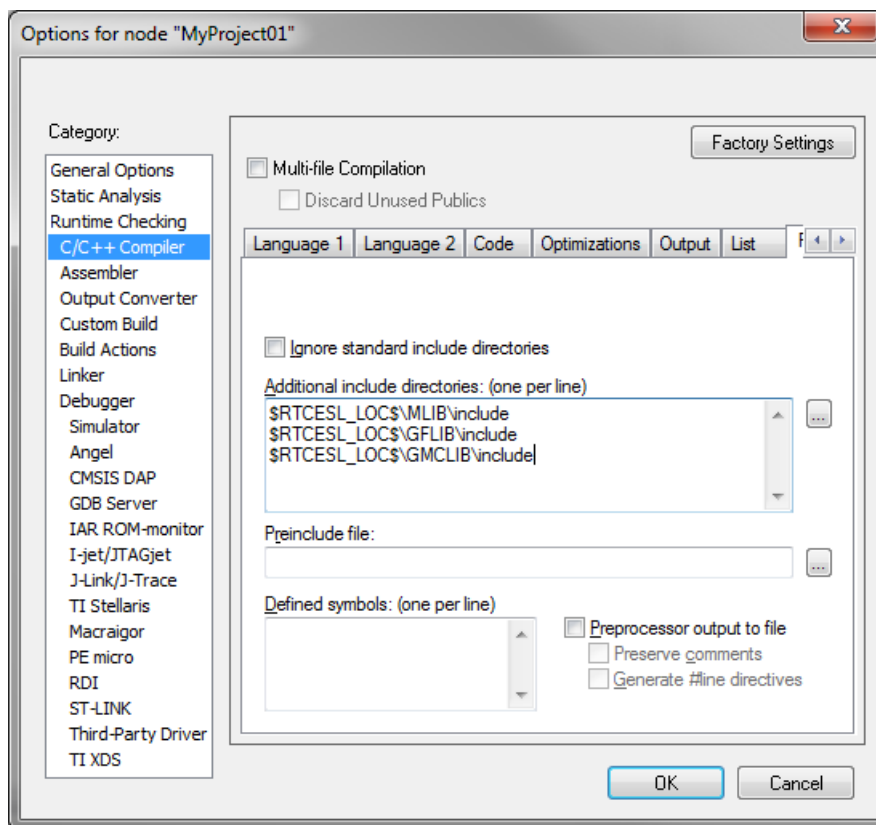 Options for node "MyProject01"
Category:
General Options
Static Analysis
Runtime Checking
C/C++ Compiler
Assembler
Output Converter
Custom Build
Build Actions
Linker
Debugger
Simulator
Angel
CMSIS DAP
GDB Server
IAR ROM-monitor
I-jet/JTAGjet
J-Link/J-Trace
TI Stellaris
Macraigor
PE micro
RDI
ST-LINK
Third-Party Driver
TI XDS
Factory Settings
Multi-file Compilation
Discard Unused Publics
Language 1 Language 2 Code Optimizations Output List
Ignore standard include directories
Additional include directories: (one per line)
$RTCESL_LOC$\MLIB\include
$RTCESL_LOC$\GFLIB\include
$RTCESL_LOC$\GMCLIB\include
...
Preinclude file:
...
Defined symbols: (one per line)
Preprocessor output to file
Preserve comments
Generate #line directives
OK Cancel